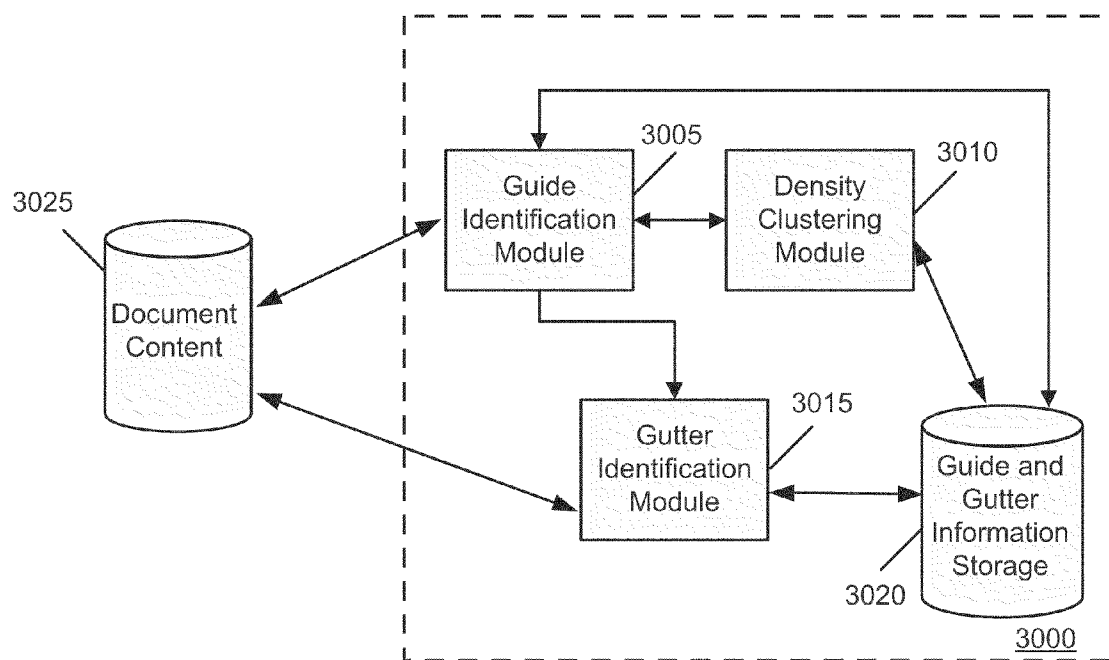 3005
3010
Guide
Identification
Module
Density
Clustering
Module
3025
Document
Content
3015
Gutter
Identification
Module
Guide and
Gutter
Information
Storage
3020
3000